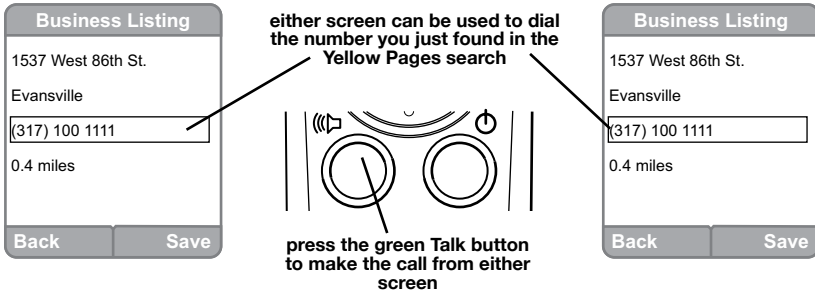 Business Listing
1537 West 86th St.
Evansville
(317) 100 1111
0.4 miles
Back Save
either screen can be used to dial
the number you just found in the
Yellow Pages search
press the green Talk button
to make the call from either
screen
Business Listing
1537 West 86th St.
Evansville
(317) 100 1111
0.4 miles
Back Save